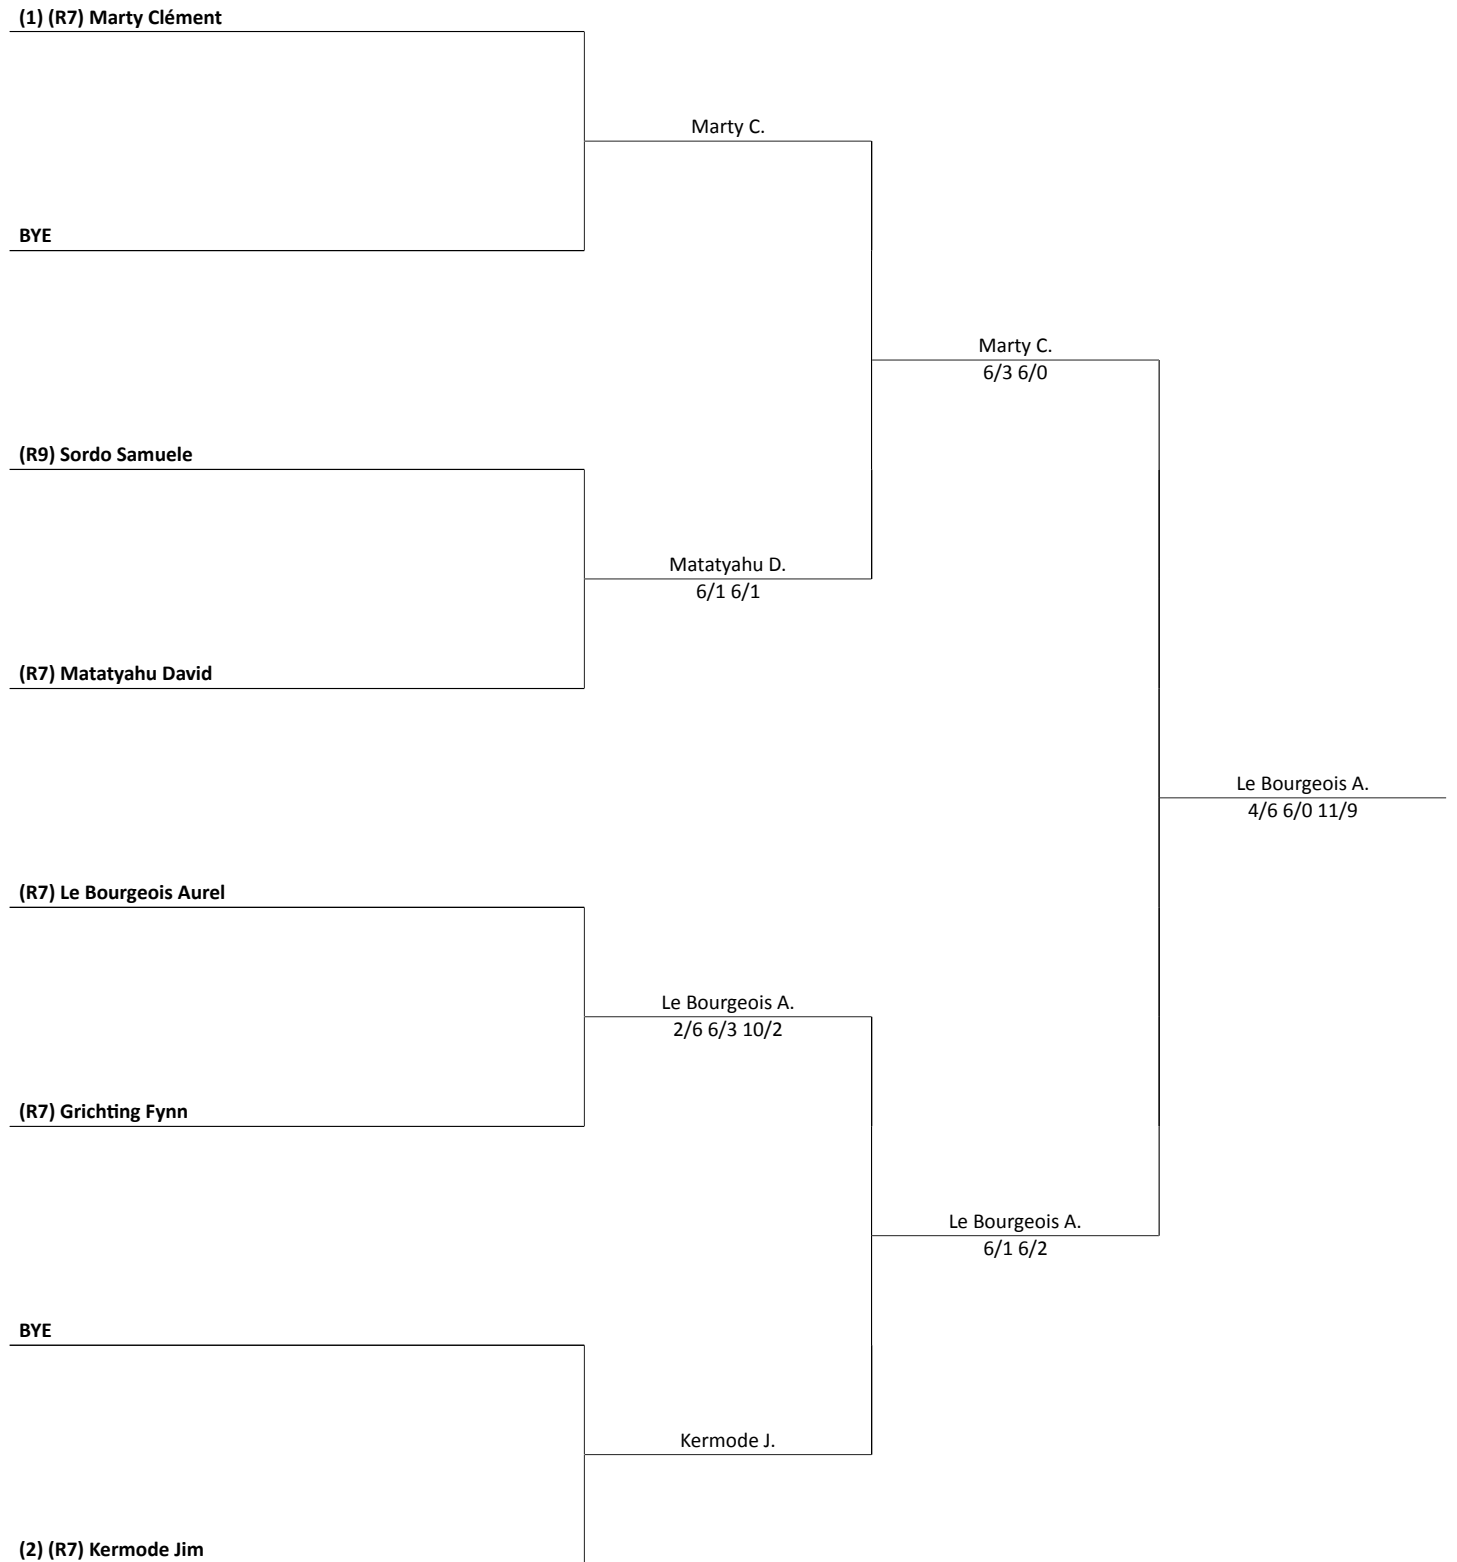 (1) (R7) Marty Clément
Marty C.
BYE
Marty C.
6/3 6/0
(R9) Sordo Samuele
Matatyahu D.
6/1 6/1
(R7) Matatyahu David
Le Bourgeois A.
4/6 6/0 11/9
(R7) Le Bourgeois Aurel
Le Bourgeois A.
2/6 6/3 10/2
(R7) Grichting Fynn
Le Bourgeois A.
6/1 6/2
BYE
Kermode J.
(2) (R7) Kermode Jim